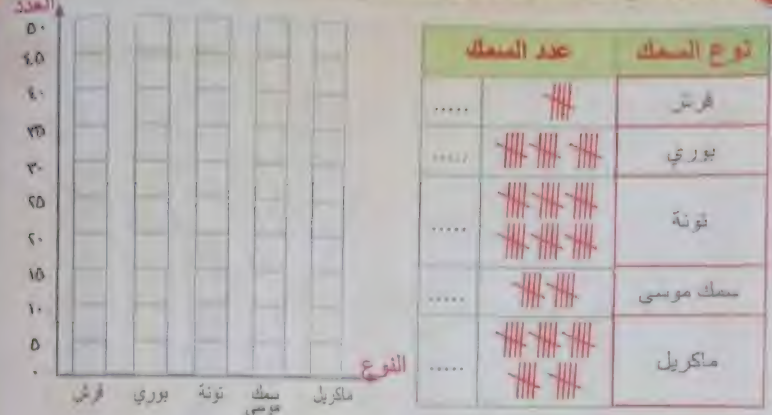 نوع السمك عدد السمك
قرش .....
بوري .....
تونة .....
سمك موسى .....
ماكريل .....
العدد
٥٠
٤٥
٤٠
٣٥
٣٠
٢٥
٢٠
١٥
١٠
٥
٠
النوع
قرش بوري تونة سمك موسى ماكريل